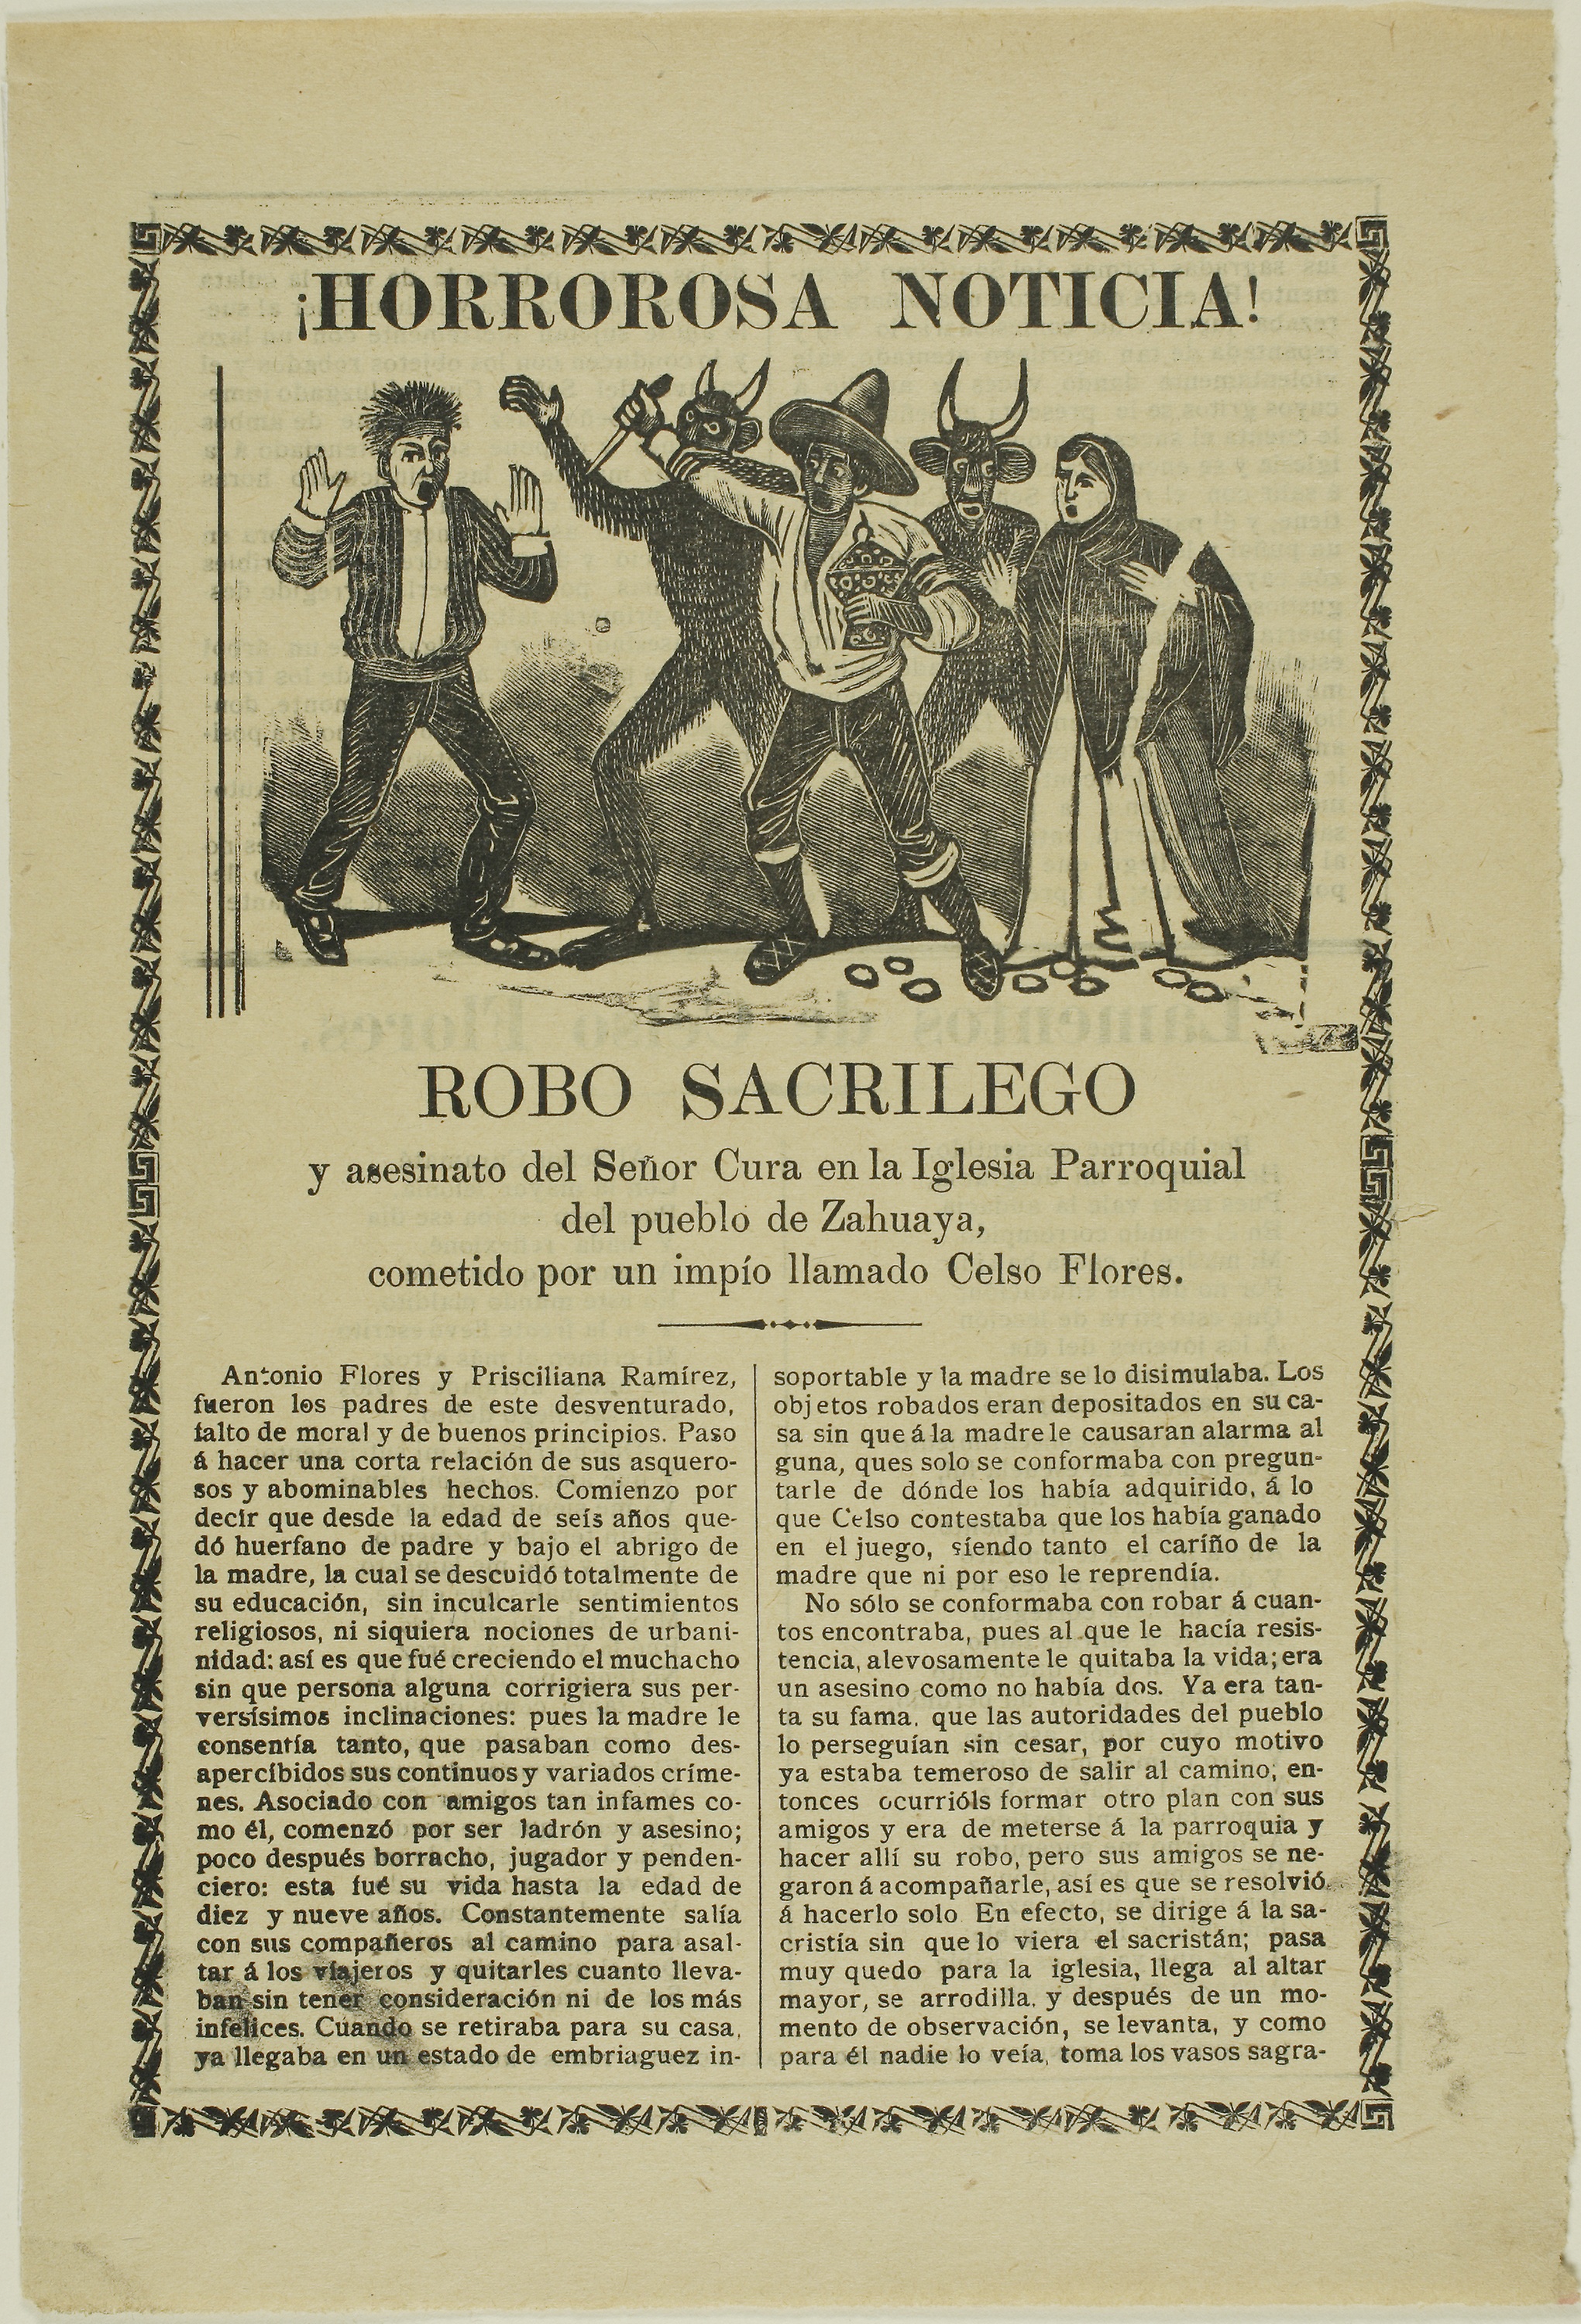 ¡HORROROSA NOTICIA!
ROBO SACRILEGO
y asesinato del Señor Cura en la Iglesia Parroquial
del pueblo de Zahuaya,
cometido por un impío llamado Celso Flores.
Antonio Flores y Prisciliana Ramírez,
fueron los padres de este desventurado,
falto de moral y de buenos principios. Paso
á hacer una corta relación de sus asquero-
sos y abominables hechos. Comienzo por
decir que desde la edad de seís años que-
dó huerfano de padre y bajo el abrigo de
la madre, la cual se descuidó totalmente de
su educación, sin inculcarle sentimientos
religiosos, ni siquiera nociones de urbani-
nidad: así es que fué creciendo el muchacho
sin que persona alguna corrigiera sus per-
versísimos inclinaciones: pues la madre le
consentía tanto, que pasaban como des-
apercíbidos sus continuos y variados críme-
nes. Asociado con amigos tan infames co-
mo él, comenzó por ser ladrón y asesino;
poco después borracho, jugador y penden-
ciero: esta fué su vida hasta la edad de
diez y nueve años. Constantemente salía
con sus compañeros al camino para asal-
tar á los viajeros y quitarles cuanto lleva-
ban sin tener consideración ni de los más
infelices. Cuando se retiraba para su casa,
ya llegaba en un estado de embriaguez in-
soportable y la madre se lo disimulaba. Los
objetos robados eran depositados en su ca-
sa sin que á la madre le causaran alarma al
guna, ques solo se conformaba con pregun-
tarle de dónde los había adquirido, á lo
que Celso contestaba que los había ganado
en el juego, síendo tanto el cariño de la
madre que ni por eso le reprendía.
No sólo se conformaba con robar á cuan-
tos encontraba, pues al que le hacía resis-
tencia, alevosamente le quitaba la vida; era
un asesino como no había dos. Ya era tan-
ta su fama, que las autoridades del pueblo
lo perseguían sin cesar, por cuyo motivo
ya estaba temeroso de salir al camino; en-
tonces ocurrióls formar otro plan con sus
amigos y era de meterse á la parroquia y
hacer allí su robo, pero sus amigos se ne-
garon á acompañarle, así es que se resolvió
á hacerlo solo En efecto, se dirige á la sa-
cristía sin que lo viera el sacristán; pasa
muy quedo para la iglesia, llega al altar
mayor, se arrodilla, y después de un mo-
mento de observación, se levanta, y como
para él nadie lo veía, toma los vasos sagra-